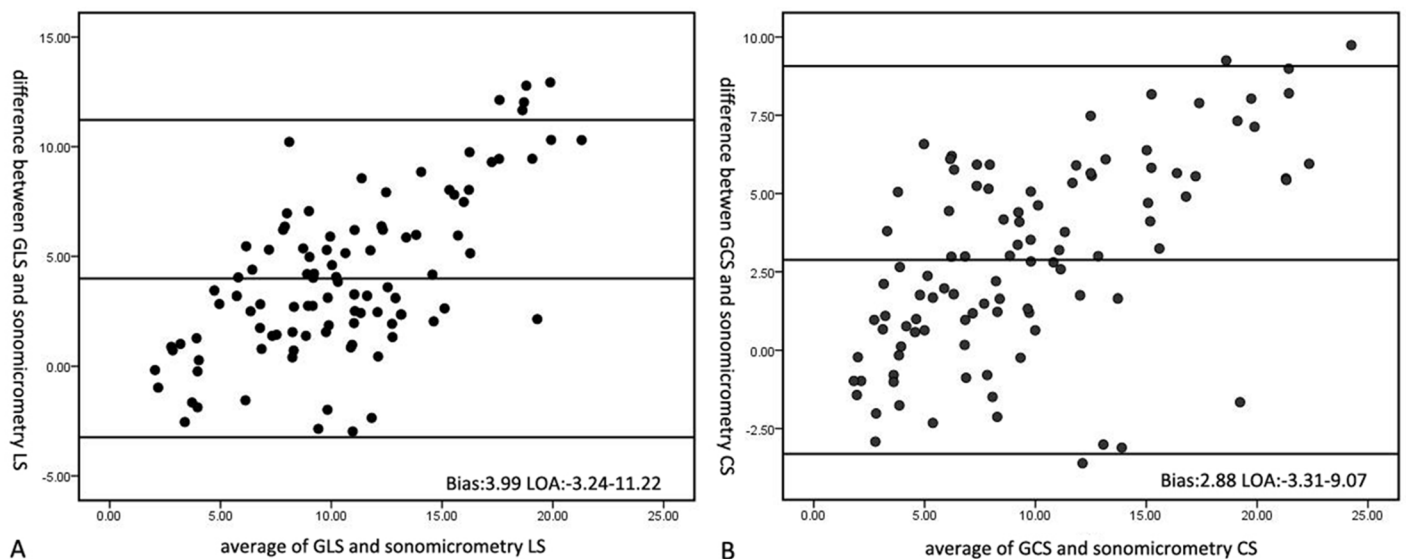 15.00
10.00
5.00
0.00
-5.00
difference between GLS and sonomicrometry LS
Bias:3.99 LOA:-3.24-11.22
0.00 5.00 10.00 15.00 20.00 25.00
average of GLS and sonomicrometry LS
A
10.00
7.50
5.00
2.50
0.00
-2.50
difference betwen GCS and sonomicrometry CS
Bias:2.88 LOA:-3.31-9.07
0.00 5.00 10.00 15.00 20.00 25.00
average of GCS and sonomicrometry CS
B